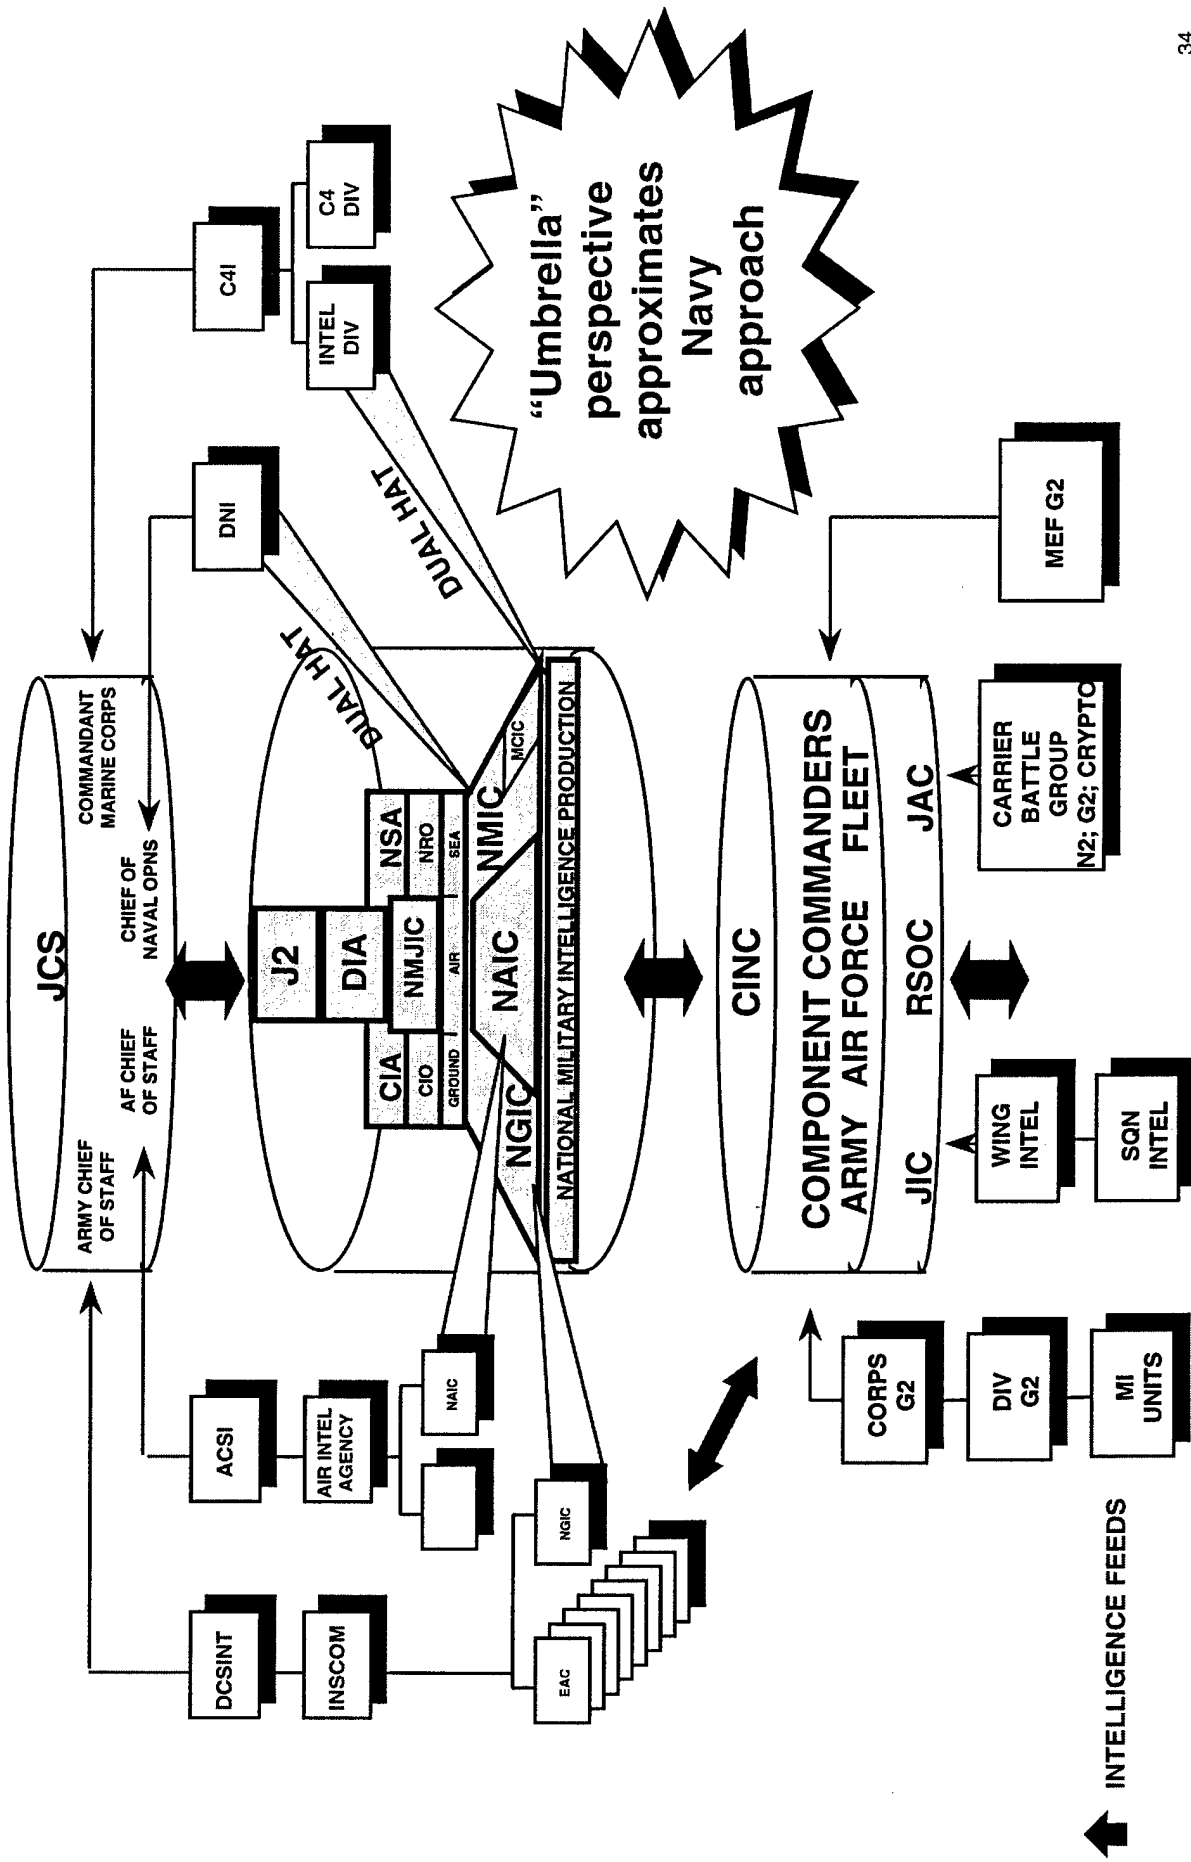 JCS
ARMY CHIEF
OF STAFF
AF CHIEF
OF STAFF
CHIEF OF
NAVAL OPNS
COMMANDANT
MARINE CORPS
DCSINT
INSCOM
EAC
NGIC
ACSI
AIR INTEL
AGENCY
NAIC
J2
DIA
CIA
NMJIC
NSA
CIO
NRO
GROUND
AIR
SEA
NGIC
NAIC
NMIC
MCIC
NATIONAL MILITARY INTELLIGENCE PRODUCTION
DUAL HAT
DUAL HAT
DNI
C4I
INTEL
DIV
C4
DIV
“Umbrella”
perspective
approximates
Navy
approach
CINC
COMPONENT COMMANDERS
ARMY AIR FORCE FLEET
JIC
RSOC
JAC
CORPS
G2
DIV
G2
MI
UNITS
WING
INTEL
SQN
INTEL
CARRIER
BATTLE
GROUP
N2; G2; CRYPTO
MEF G2
INTELLIGENCE FEEDS
34